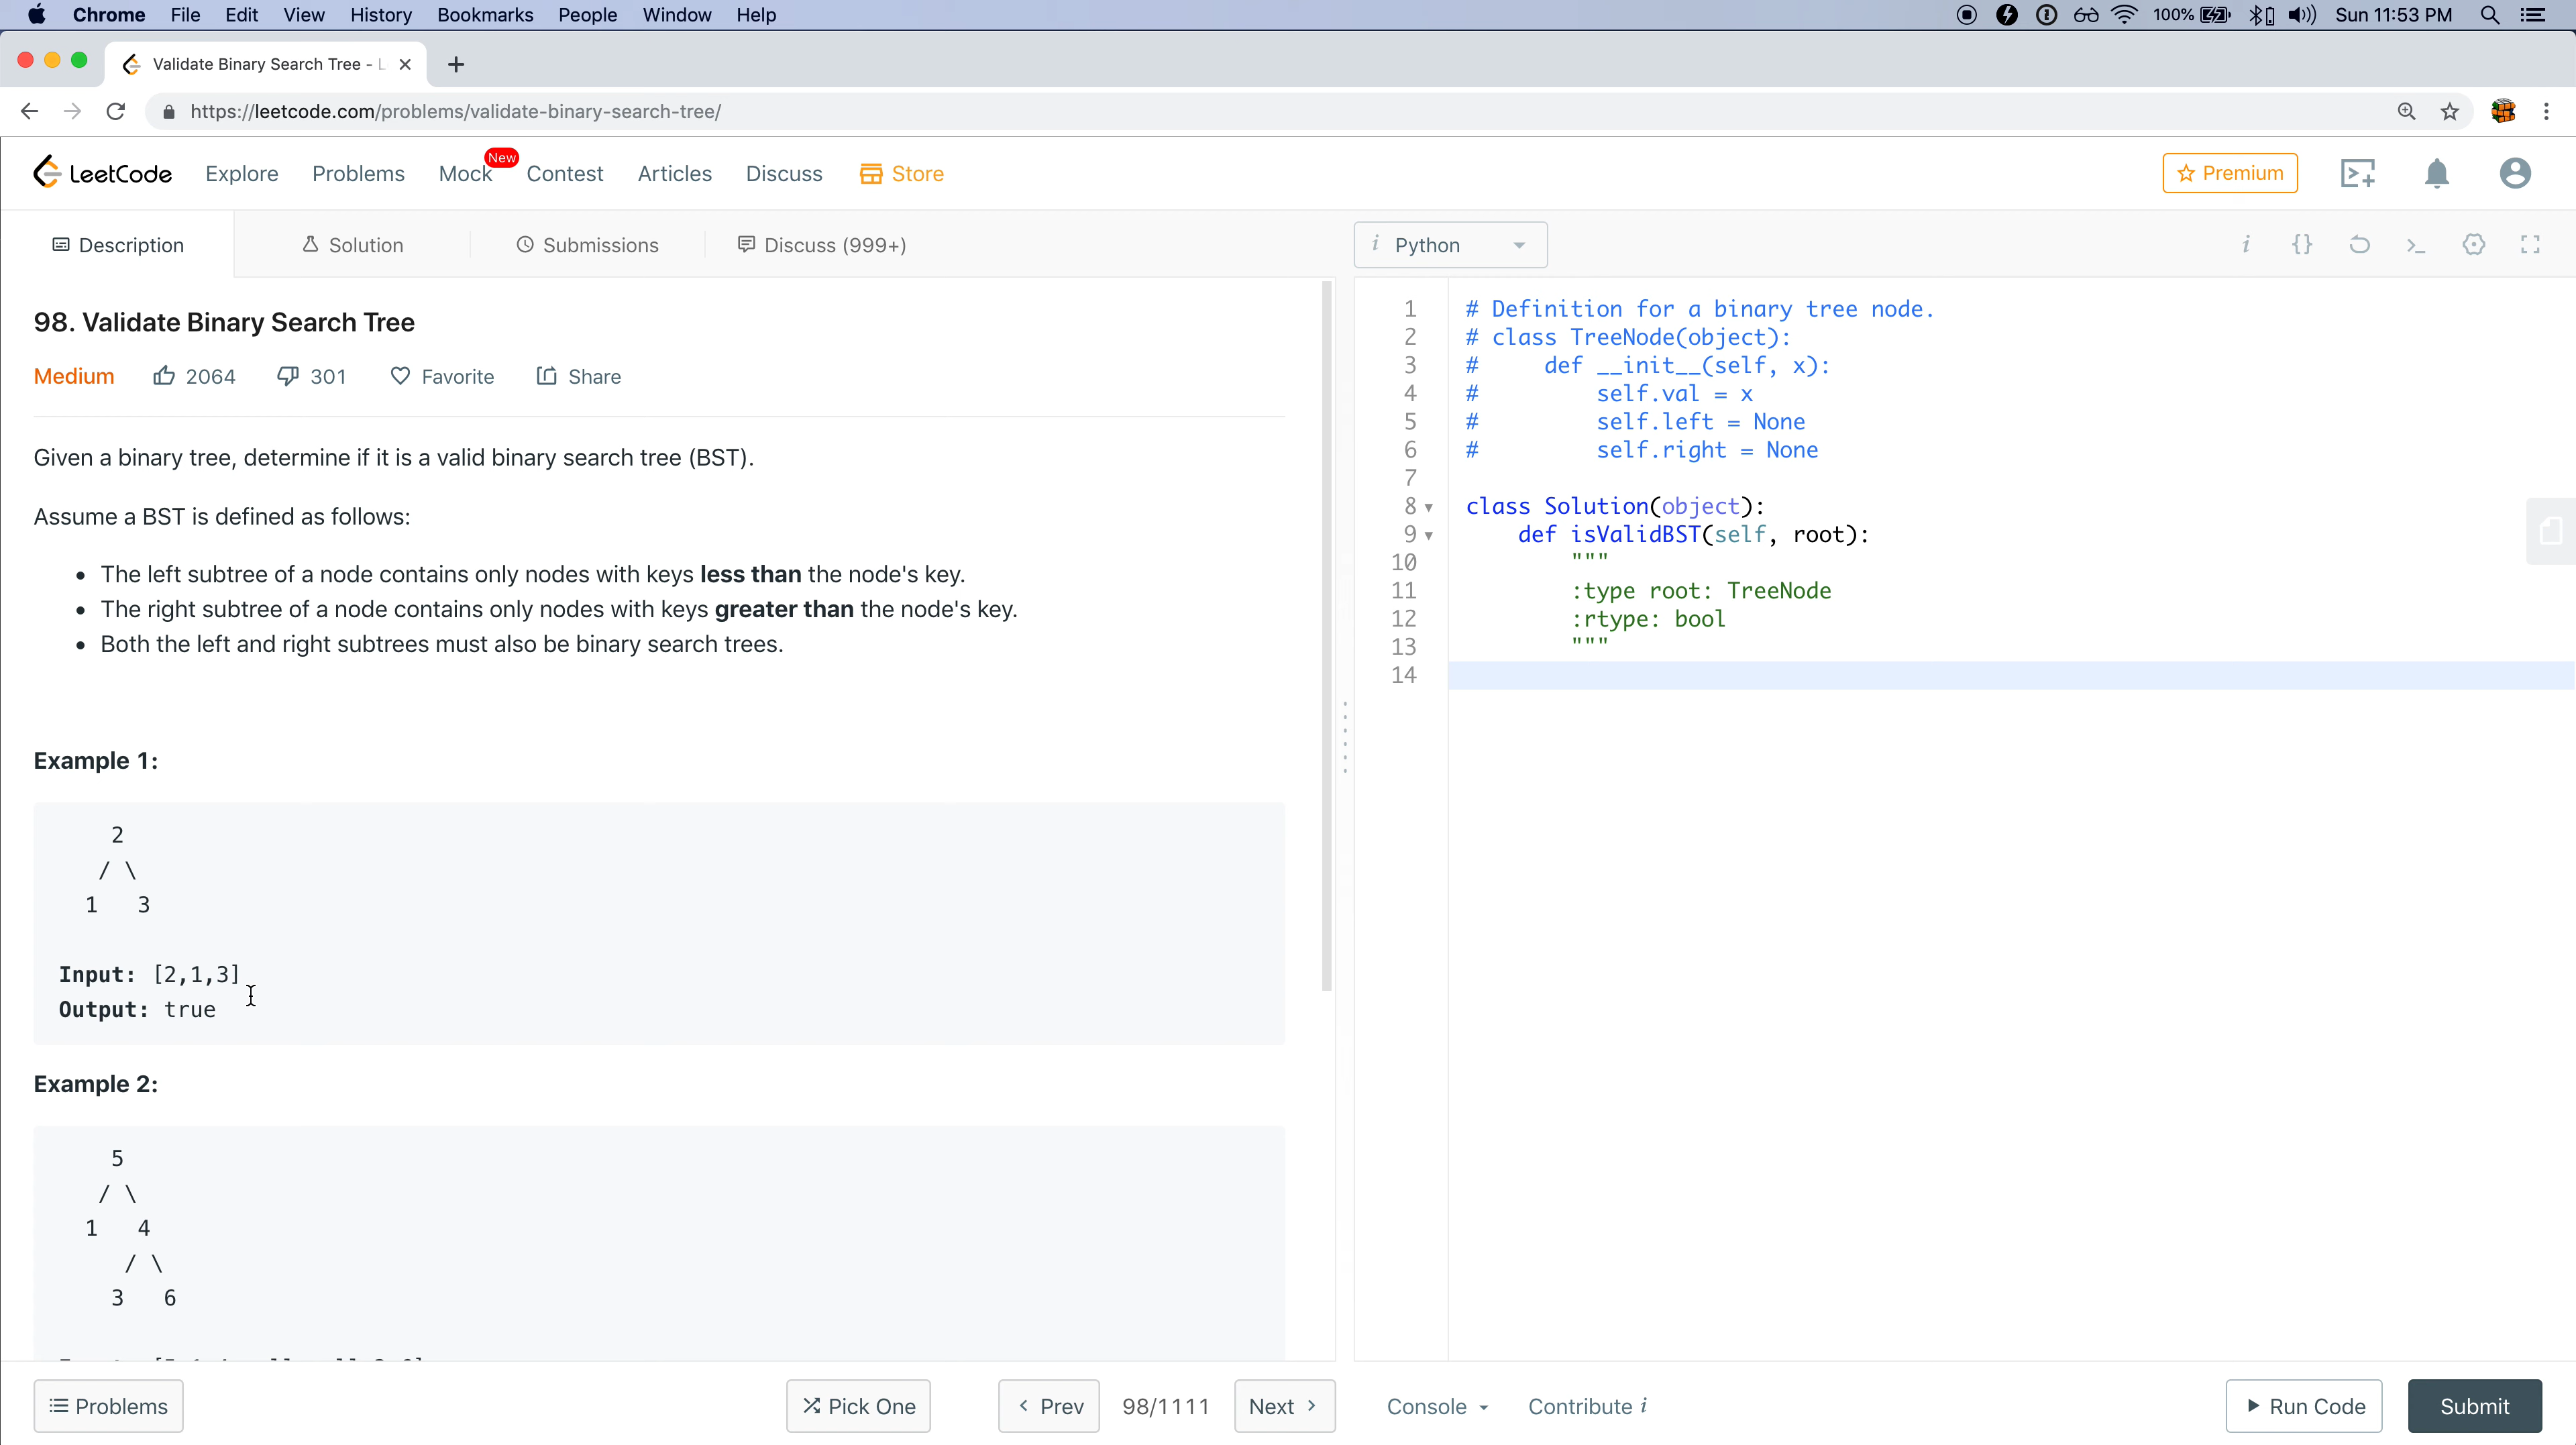 Chrome File Edit View History Bookmarks People Window Help 100% Sun 11:53 PM
Validate Binary Search Tree - L
https://leetcode.com/problems/validate-binary-search-tree/
LeetCode Explore Problems Mock New Contest Articles Discuss Store Premium
Description Solution Submissions Discuss (999+)
98. Validate Binary Search Tree
Medium 2064 301 Favorite Share
Given a binary tree, determine if it is a valid binary search tree (BST).
Assume a BST is defined as follows:
• The left subtree of a node contains only nodes with keys less than the node's key.
• The right subtree of a node contains only nodes with keys greater than the node's key.
• Both the left and right subtrees must also be binary search trees.
Example 1:
2
/ \
1 3
Input: [2,1,3]
Output: true
Example 2:
5
/ \
1 4
/ \
3 6
Problems Pick One Prev 98/1111 Next
i Python
i {}
1 # Definition for a binary tree node.
2 # class TreeNode(object):
3 #     def __init__(self, x):
4 #         self.val = x
5 #         self.left = None
6 #         self.right = None
7
8 class Solution(object):
9     def isValidBST(self, root):
10         """
11         :type root: TreeNode
12         :rtype: bool
13         """
14
Console Contribute i Run Code Submit